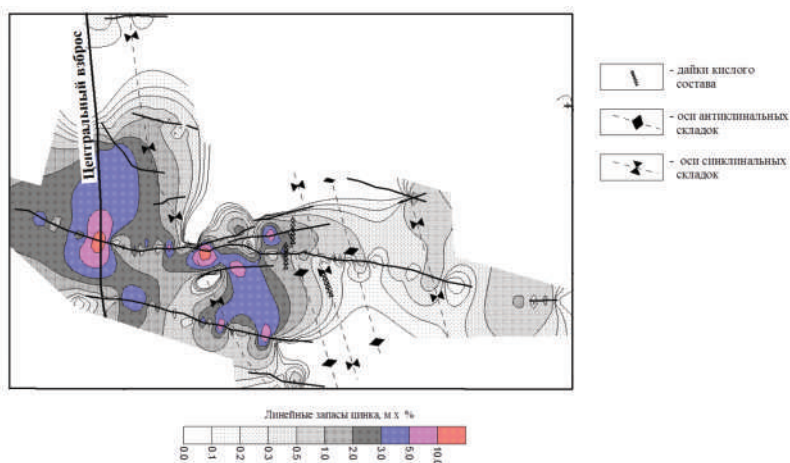 Центральный взброс
- дайки кислого
состава
- оси антиклинальных
складок
- оси синклинальных
складок
Линейные запасы цинка, м х %
0.0
0.1
0.2
0.3
0.5
1.0
2.0
3.0
5.0
10.0